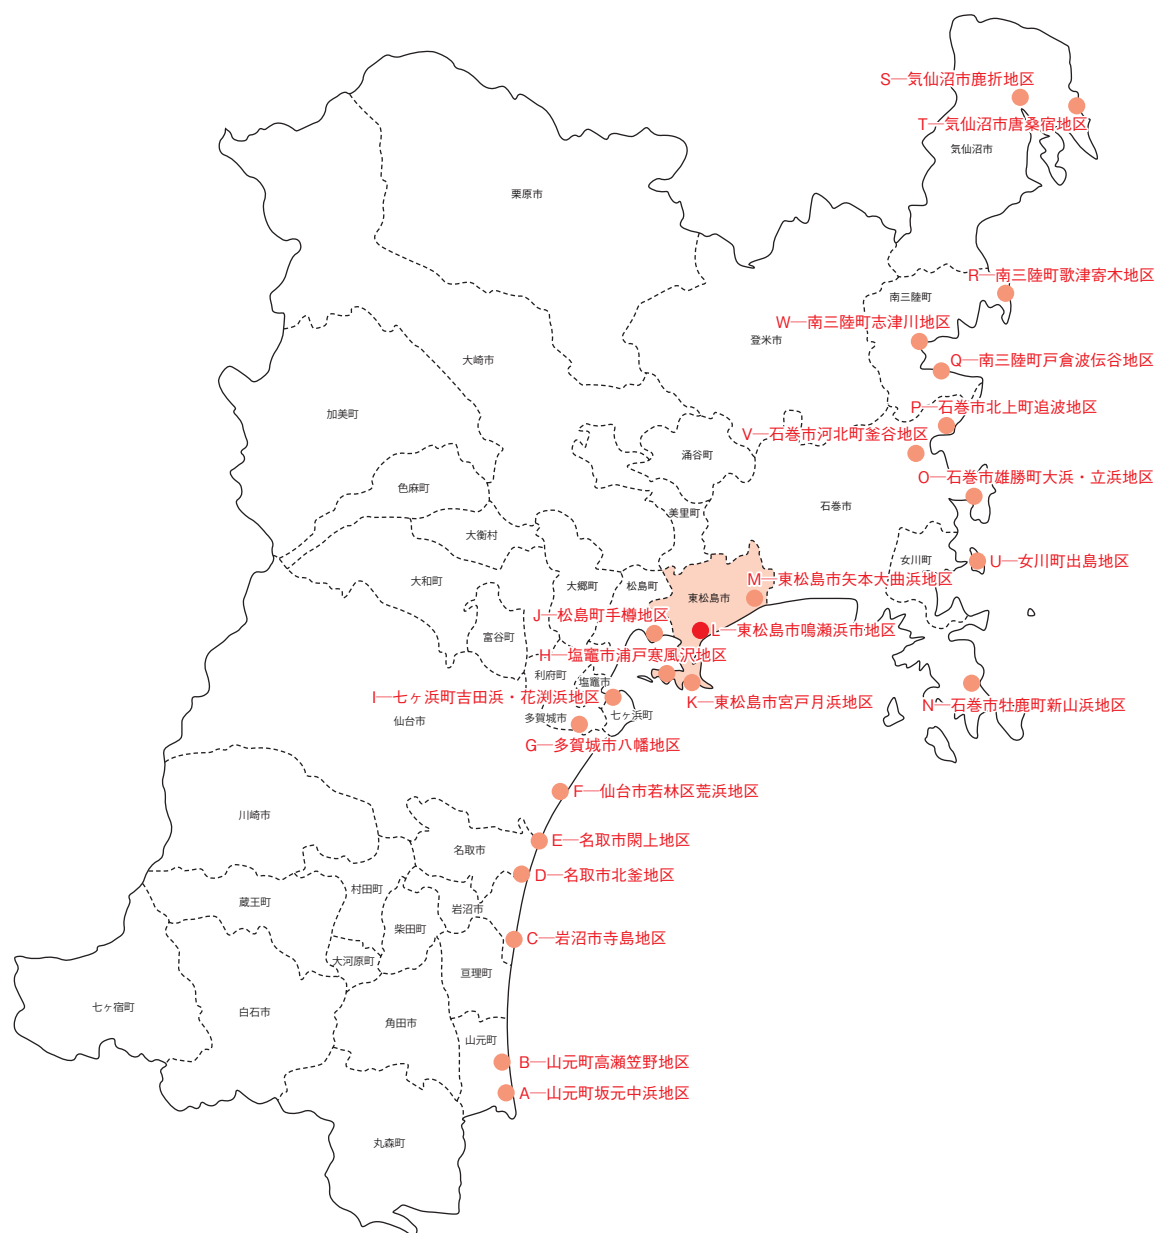 S─気仙沼市鹿折地区
T─気仙沼市唐桑宿地区
気仙沼市
栗原市
R─南三陸町歌津寄木地区
南三陸町
W─南三陸町志津川地区
登米市
大崎市
Q─南三陸町戸倉波伝谷地区
加美町
P─石巻市北上町追波地区
V─石巻市河北町釜谷地区
涌谷町
O─石巻市雄勝町大浜・立浜地区
色麻町
石巻市
美里町
大衡村
女川町
U─女川町出島地区
大和町
大郷町
松島町
M─東松島市矢本大曲浜地区
東松島市
J─松島町手樽地区
L─東松島市鳴瀬浜市地区
富谷町
H─塩竈市浦戸寒風沢地区
利府町
塩竈市
I─七ヶ浜町吉田浜・花渕浜地区
K─東松島市宮戸月浜地区
N─石巻市牡鹿町新山浜地区
仙台市
多賀城市
七ヶ浜町
G─多賀城市八幡地区
F─仙台市若林区荒浜地区
川崎市
E─名取市閖上地区
名取市
D─名取市北釜地区
村田町
蔵王町
岩沼市
柴田町
C─岩沼市寺島地区
大河原町
亘理町
七ヶ宿町
白石市
角田市
山元町
B─山元町高瀬笠野地区
A─山元町坂元中浜地区
丸森町